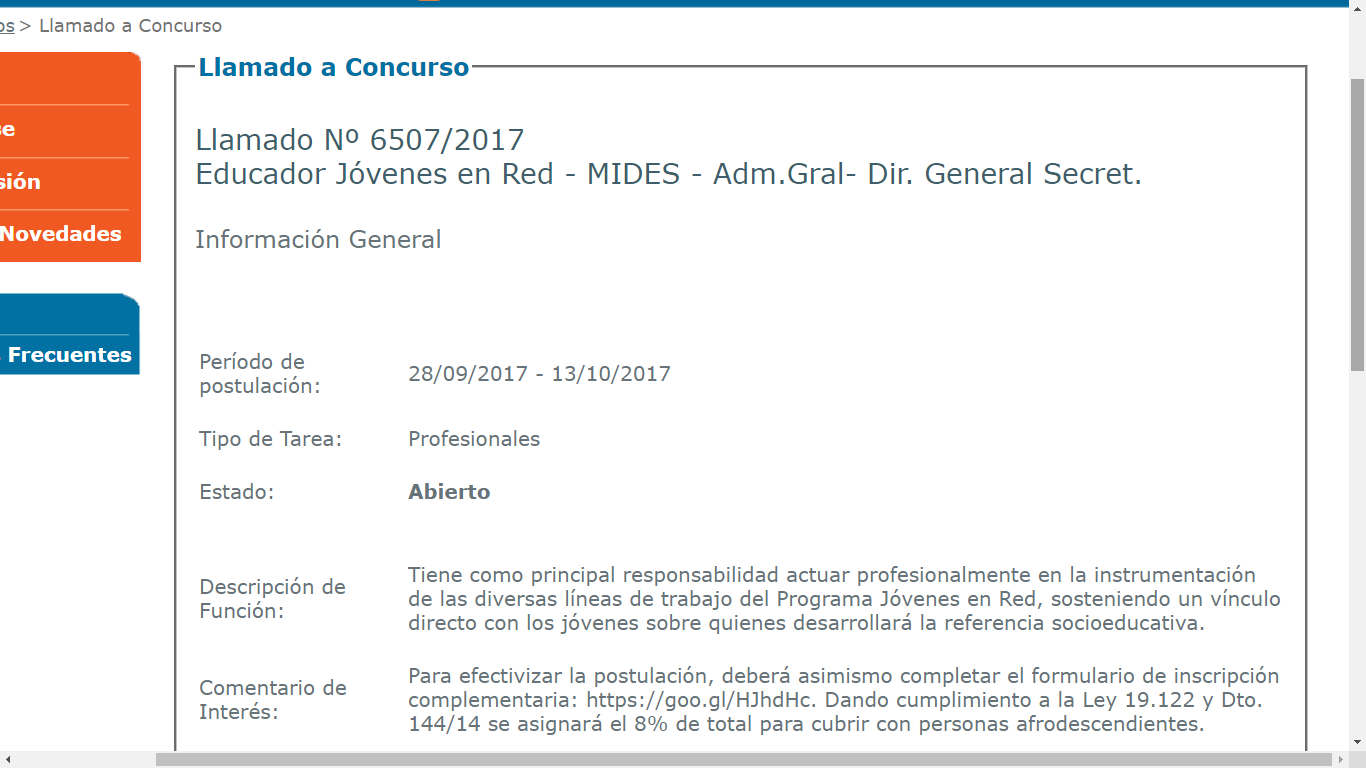 os > Llamado a Concurso
se
sión
Novedades
Frecuentes
Llamado a Concurso
Llamado Nº 6507/2017
Educador Jóvenes en Red - MIDES - Adm.Gral- Dir. General Secret.
Información General
Período de
postulación:
28/09/2017 - 13/10/2017
Tipo de Tarea:
Profesionales
Estado:
Abierto
Descripción de
Función:
Tiene como principal responsabilidad actuar profesionalmente en la instrumentación
de las diversas líneas de trabajo del Programa Jóvenes en Red, sosteniendo un vínculo
directo con los jóvenes sobre quienes desarrollará la referencia socioeducativa.
Comentario de
Interés:
Para efectivizar la postulación, deberá asimismo completar el formulario de inscripción
complementaria: https://goo.gl/HJhdHc. Dando cumplimiento a la Ley 19.122 y Dto.
144/14 se asignará el 8% de total para cubrir con personas afrodescendientes.